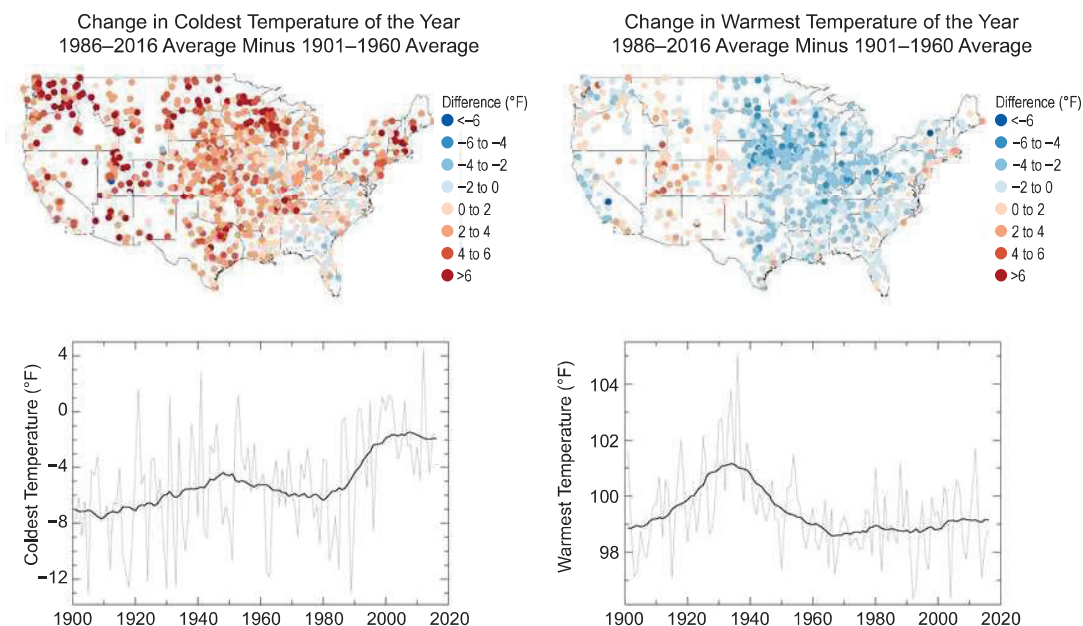 Change in Coldest Temperature of the Year
1986–2016 Average Minus 1901–1960 Average
Difference (°F)
<–6
–6 to –4
–4 to –2
–2 to 0
0 to 2
2 to 4
4 to 6
>6
Change in Warmest Temperature of the Year
1986–2016 Average Minus 1901–1960 Average
Difference (°F)
<–6
–6 to –4
–4 to –2
–2 to 0
0 to 2
2 to 4
4 to 6
>6
Coldest Temperature (°F)
4
0
–4
–8
–12
1900 1920 1940 1960 1980 2000 2020
Warmest Temperature (°F)
104
102
100
98
1900 1920 1940 1960 1980 2000 2020